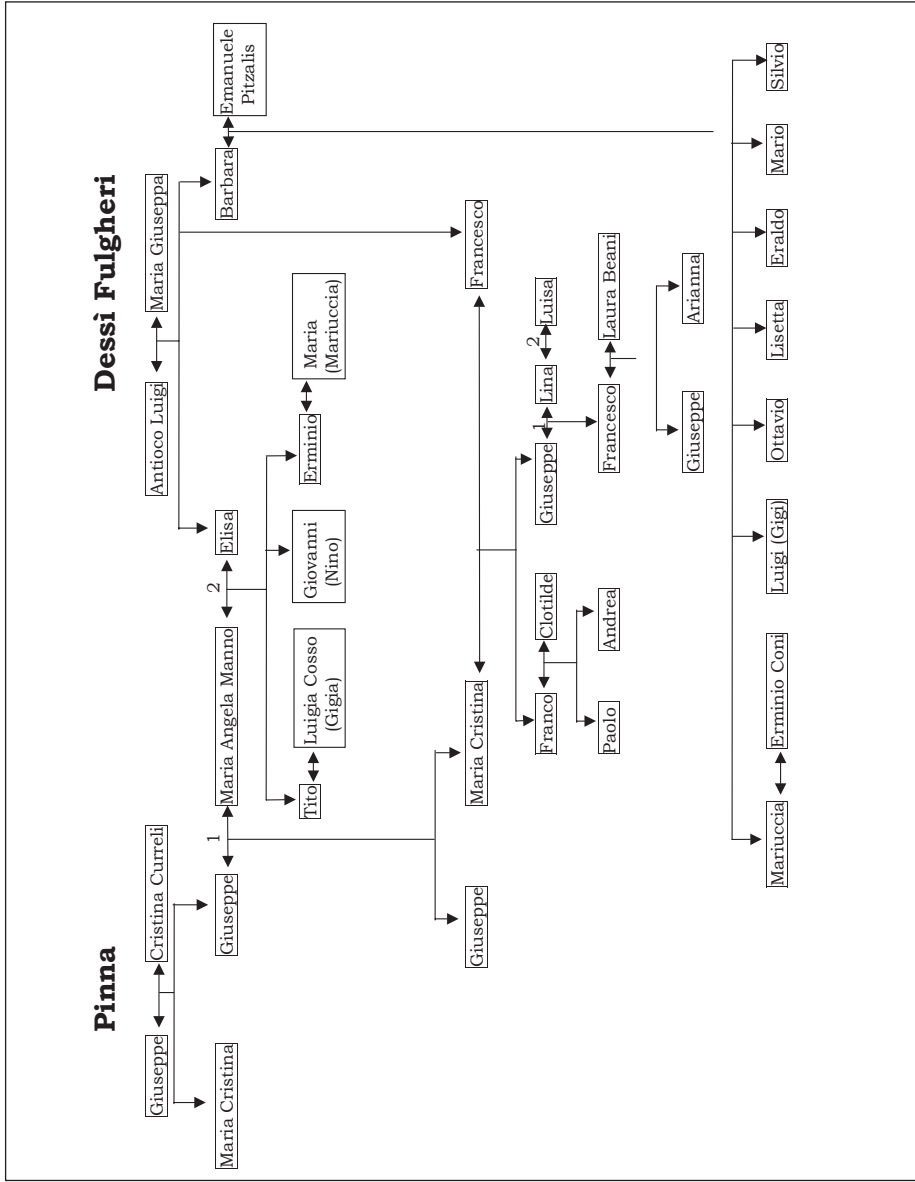 Pinna
Dessì Fulgheri
Giuseppe
Cristina Curreli
Antioco Luigi
Maria Giuseppa
Maria Cristina
Giuseppe
1
Maria Angela Manno
2
Elisa
Barbara
Emanuele
Pitzalis
Tito
Luigia Cosso
(Gigia)
Giovanni
(Nino)
Erminio
Maria
(Mariuccia)
Giuseppe
Maria Cristina
Francesco
Franco
Clotilde
Giuseppe
1
Lina
2
Luisa
Paolo
Andrea
Francesco
Laura Beani
Giuseppe
Arianna
Mariuccia
Erminio Coni
Luigi (Gigi)
Ottavio
Lisetta
Eraldo
Mario
Silvio